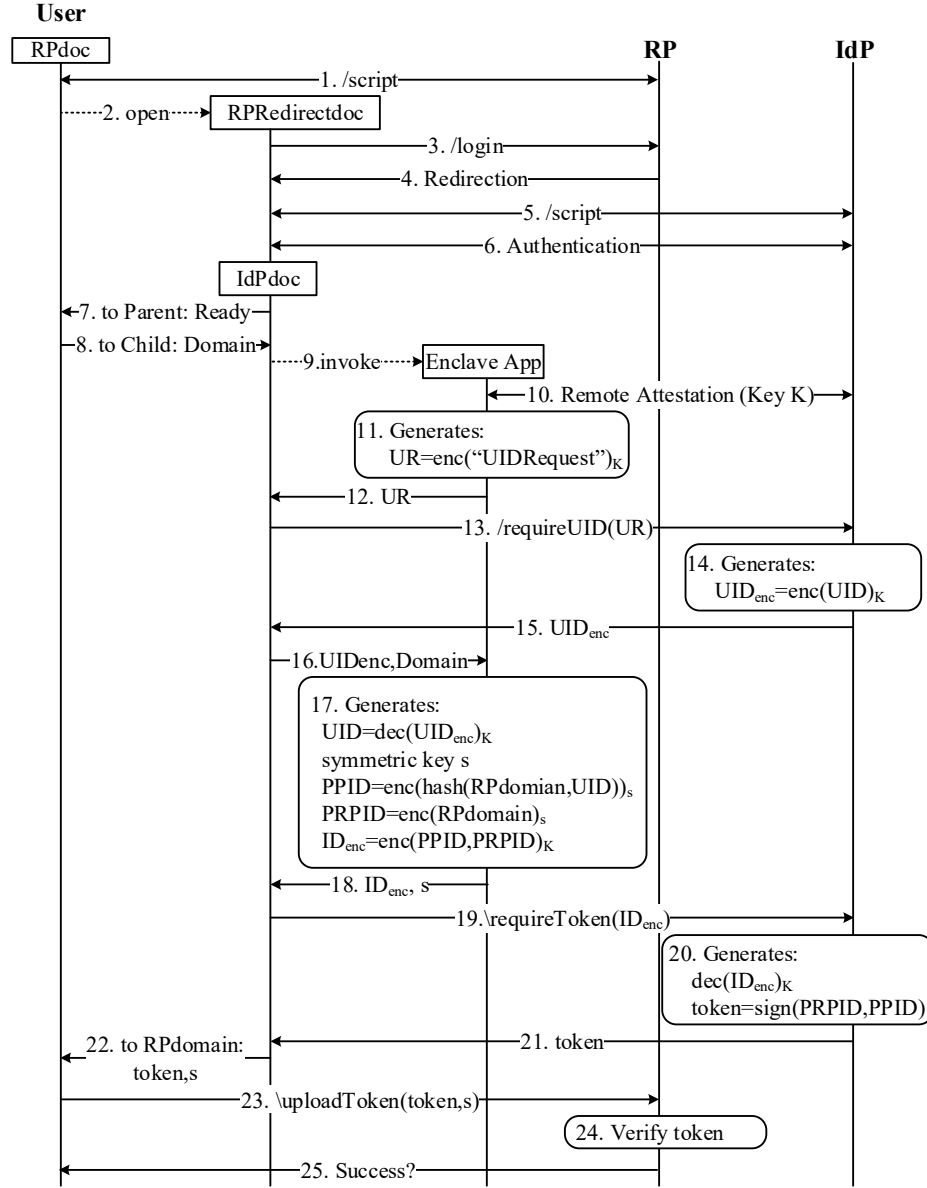 User
RPdoc
RP
IdP
1. /script
2. open
RPRedirectdoc
3. /login
4. Redirection
5. /script
6. Authentication
IdPdoc
7. to Parent: Ready
8. to Child: Domain
9.invoke
Enclave App
10. Remote Attestation (Key K)
11. Generates:
UR=enc(“UIDRequest”)K
12. UR
13. /requireUID(UR)
14. Generates:
UIDenc=enc(UID)K
15. UIDenc
16.UIDenc,Domain
17. Generates:
UID=dec(UIDenc)K
symmetric key s
PPID=enc(hash(RPdomian,UID))s
PRPID=enc(RPdomain)s
IDenc=enc(PPID,PRPID)K
18. IDenc, s
19.\requireToken(IDenc)
20. Generates:
dec(IDenc)K
token=sign(PRPID,PPID)
21. token
22. to RPdomain:
token,s
23. \uploadToken(token,s)
24. Verify token
25. Success?